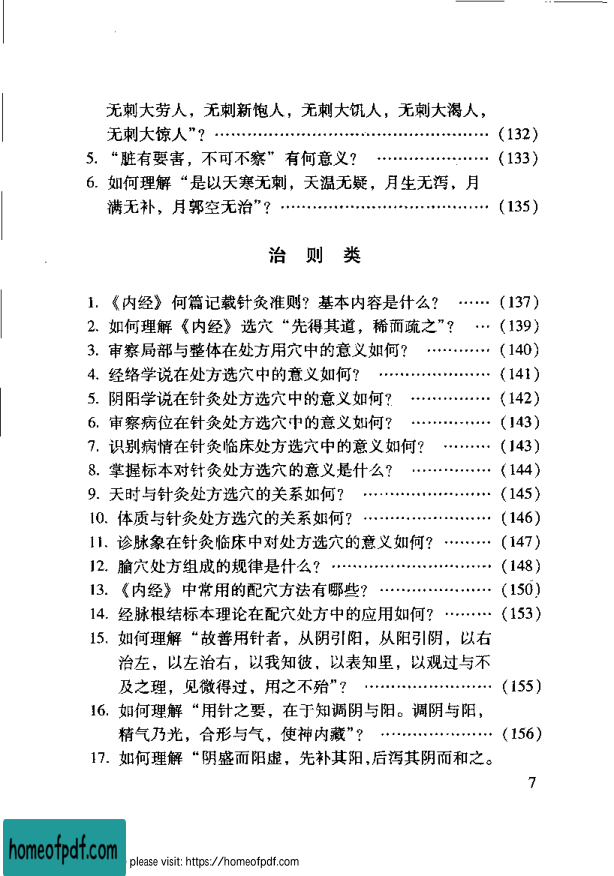 无刺大劳人，无刺新饱人，无刺大饥人，无刺大渴人，
无刺大惊人”？ ……………………………………………（132）
5. “脏有要害，不可不察”有何意义？ …………………（133）
6. 如何理解“是以天寒无刺，天温无疑，月生无泻，月
满无补，月郭空无治”？ …………………………………（135）
治 则 类
1. 《内经》何篇记载针灸准则？基本内容是什么？ ……（137）
2. 如何理解《内经》选穴“先得其道，稀而疏之”？ …（139）
3. 审察局部与整体在处方用穴中的意义如何？ …………（140）
4. 经络学说在处方选穴中的意义如何？ …………………（141）
5. 阴阳学说在针灸处方选穴中的意义如何？ ……………（142）
6. 审察病位在针灸处方选穴中的意义如何？ ……………（143）
7. 识别病情在针灸临床处方选穴中的意义如何？ ………（143）
8. 掌握标本对针灸处方选穴的意义是什么？ ……………（144）
9. 天时与针灸处方选穴的关系如何？ ……………………（145）
10. 体质与针灸处方选穴的关系如何？ ……………………（146）
11. 诊脉象在针灸临床中对处方选穴的意义如何？ ………（147）
12. 腧穴处方组成的规律是什么？ …………………………（148）
13. 《内经》中常用的配穴方法有哪些？ …………………（150）
14. 经脉根结标本理论在配穴处方中的应用如何？ ………（153）
15. 如何理解“故善用针者，从阴引阳，从阳引阴，以右
治左，以左治右，以我知彼，以表知里，以观过与不
及之理，见微得过，用之不殆”？ ……………………（155）
16. 如何理解“用针之要，在于知调阴与阳。调阴与阳，
精气乃光，合形与气，使神内藏”？ …………………（156）
17. 如何理解“阴盛而阳虚，先补其阳，后泻其阴而和之。
7
homeofpdf.com
please visit: https://homeofpdf.com